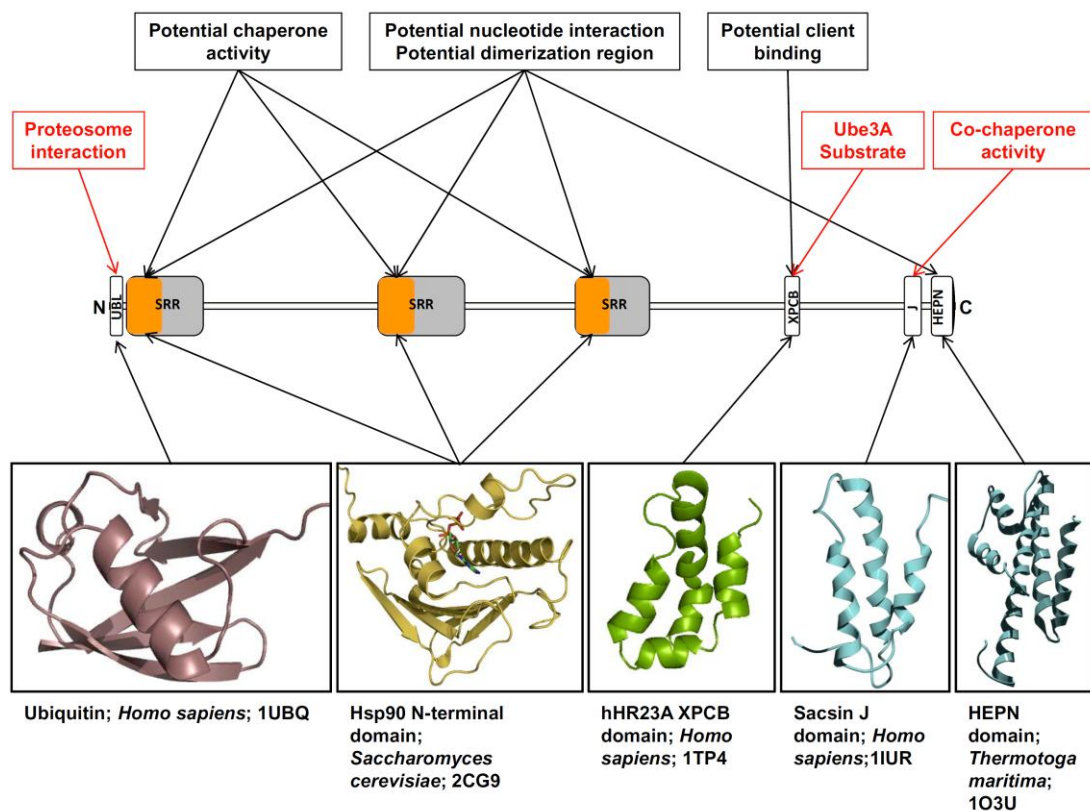 Potential chaperone
activity
Potential nucleotide interaction
Potential dimerization region
Potential client
binding
Proteosome
interaction
Ube3A
Substrate
Co-chaperone
activity
N
UBL
SRR
SRR
SRR
XPCB
J
HEPN
C
Ubiquitin; Homo sapiens; 1UBQ
Hsp90 N-terminal
domain;
Saccharomyces
cerevisiae; 2CG9
hHR23A XPCB
domain; Homo
sapiens; 1TP4
Sacsin J
domain; Homo
sapiens;1IUR
HEPN
domain;
Thermotoga
maritima;
1O3U